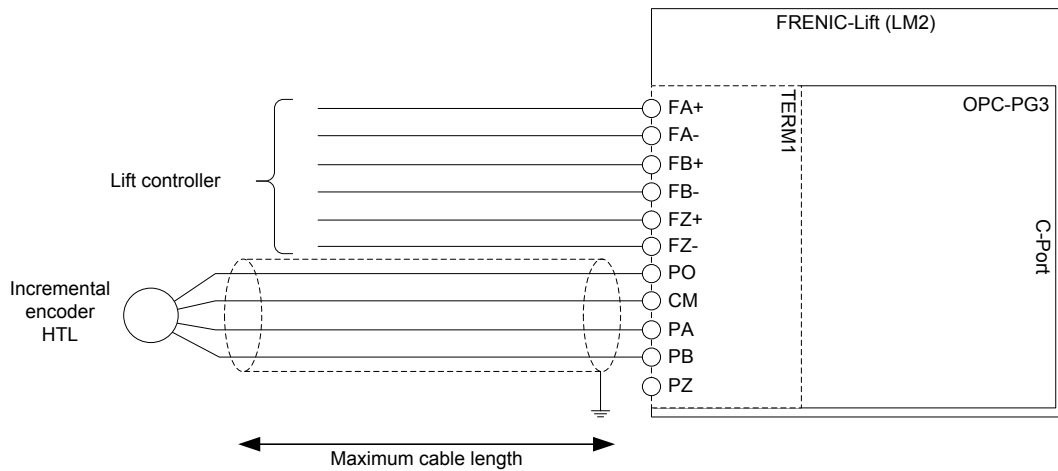 FRENIC-Lift (LM2)
OPC-PG3
TERM1
C-Port
Lift controller
FA+
FA-
FB+
FB-
FZ+
FZ-
PO
CM
PA
PB
PZ
Incremental
encoder
HTL
Maximum cable length